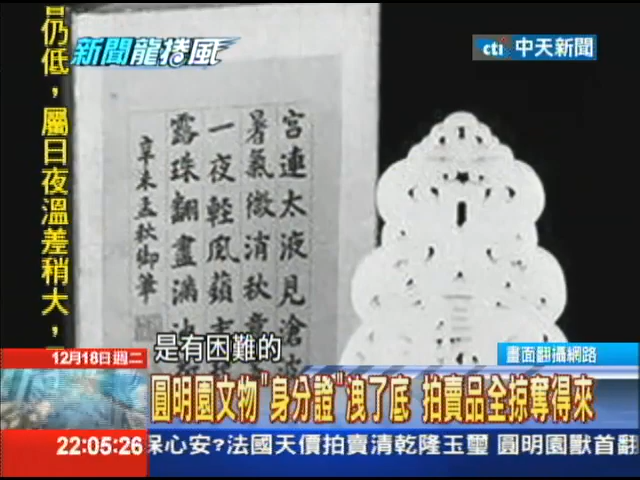 仍低，屬日夜溫差稍大，
新聞龍捲風
cti 中天新聞
宮連太液見滄
暑氣微消秋意
一夜輕風蘋末
露珠翻盡滿池
辛未孟秋御筆
是有困難的
畫面翻攝網路
12月18日週二
圓明園文物"身分證"洩了底 拍賣品全掠奪得來
22:05:26
保心安?法國天價拍賣清乾隆玉璽 圓明園獸首翻